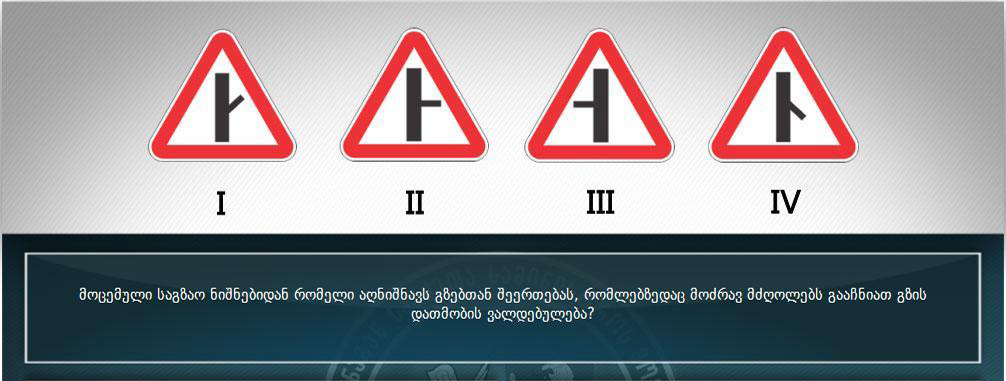 I II III IV
მოცემული საგზაო ნიშნებიდან რომელი აღნიშნავს გზებთან შეერთებას, რომლებზედაც მოძრავ მძღოლებს გააჩნიათ გზის
დათმობის ვალდებულება?